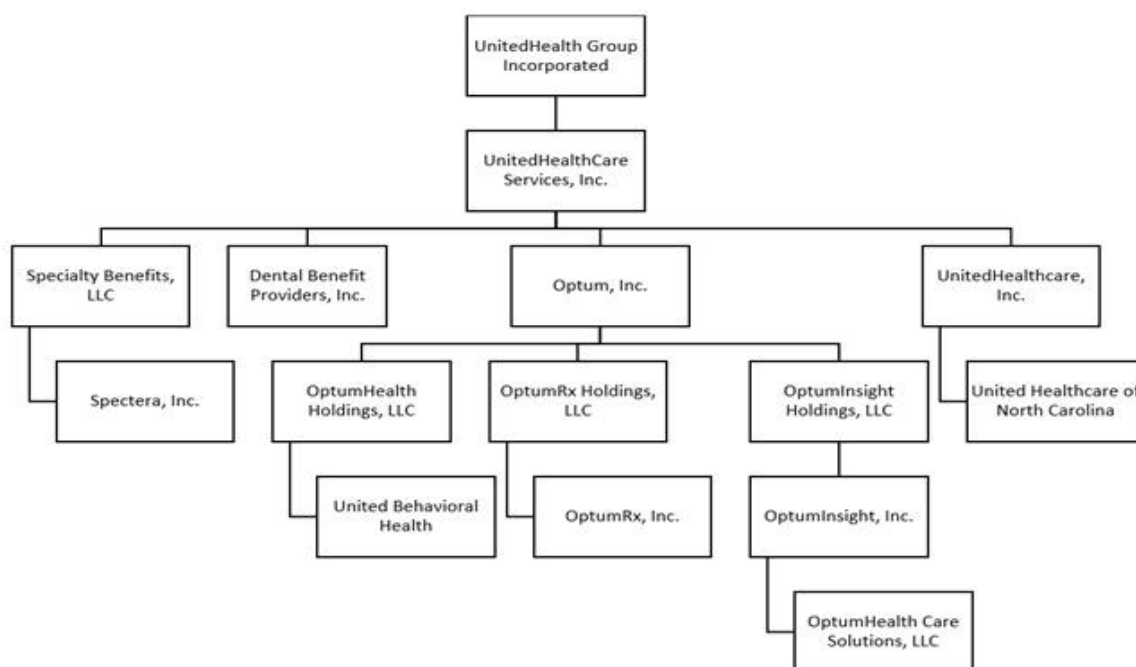 UnitedHealth Group
Incorporated
UnitedHealthCare
Services, Inc.
Specialty Benefits,
LLC
Dental Benefit
Providers, Inc.
Optum, Inc.
UnitedHealthcare,
Inc.
Spectera, Inc.
OptumHealth
Holdings, LLC
OptumRx Holdings,
LLC
OptumInsight
Holdings, LLC
United Healthcare of
North Carolina
United Behavioral
Health
OptumRx, Inc.
OptumInsight, Inc.
OptumHealth Care
Solutions, LLC